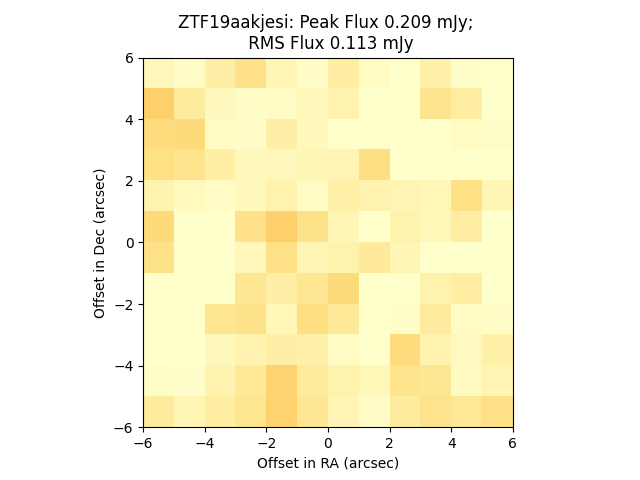 ZTF19aakjesi: Peak Flux 0.209 mJy;
RMS Flux 0.113 mJy
6
4
2
0
−2
−4
−6
Offset in Dec (arcsec)
−6 −4 −2 0 2 4 6
Offset in RA (arcsec)